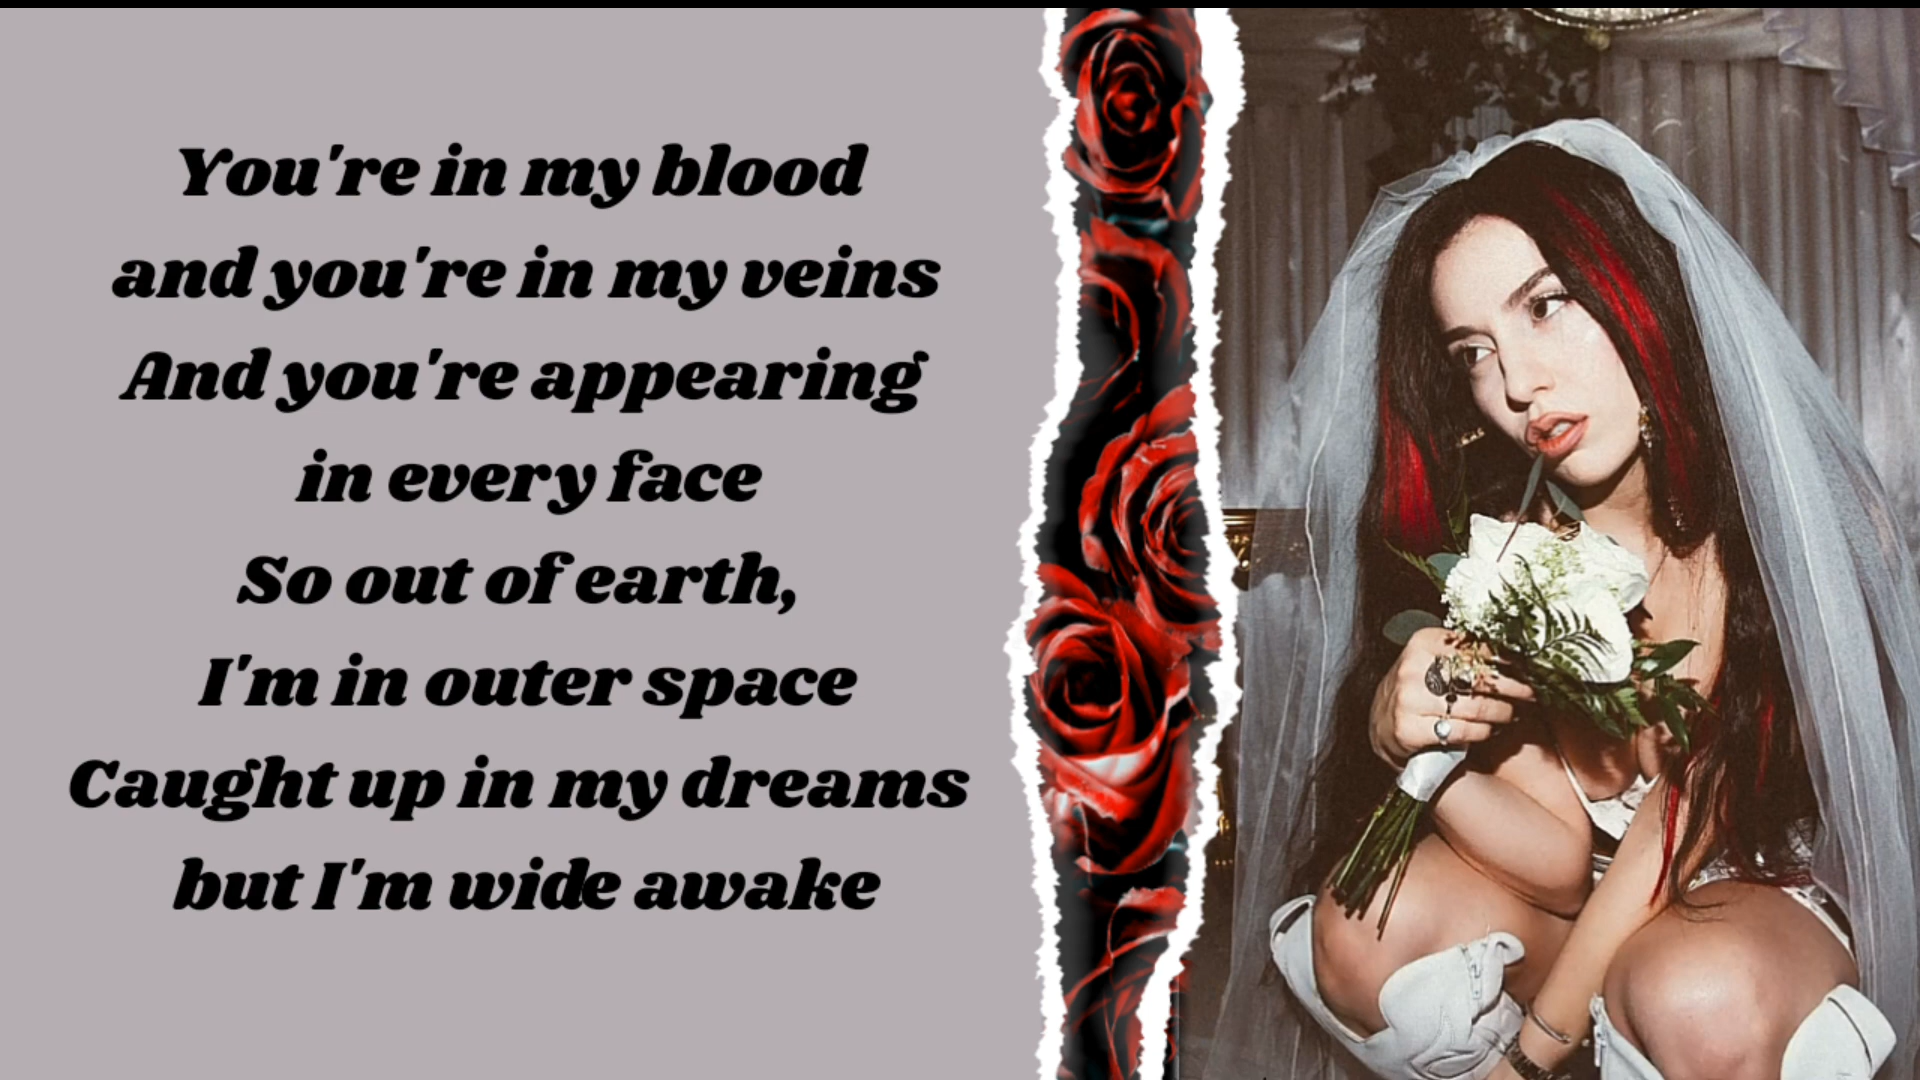 You're in my blood
and you're in my veins
And you're appearing
in every face
So out of earth,
I'm in outer space
Caught up in my dreams
but I'm wide awake